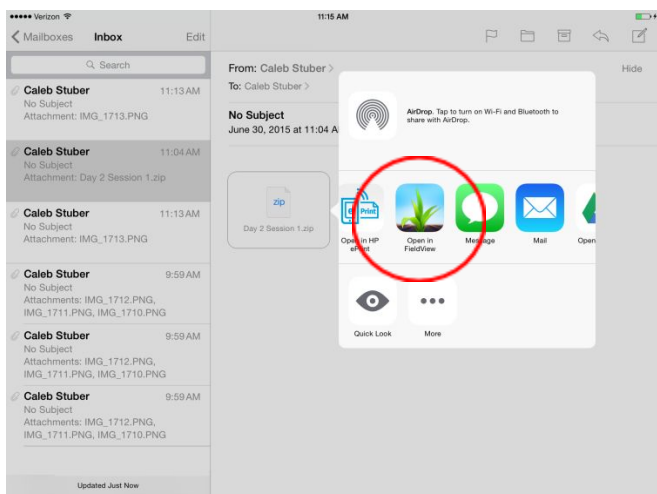 Verizon
11:15 AM
Mailboxes Inbox Edit
Search
Caleb Stuber 11:13 AM
No Subject
Attachment: IMG_1713.PNG
Caleb Stuber 11:04 AM
No Subject
Attachment: Day 2 Session 1.zip
Caleb Stuber 11:13 AM
No Subject
Attachment: IMG_1713.PNG
Caleb Stuber 9:59 AM
No Subject
Attachments: IMG_1712.PNG,
IMG_1711.PNG, IMG_1710.PNG
Caleb Stuber 9:59 AM
No Subject
Attachments: IMG_1712.PNG,
IMG_1711.PNG, IMG_1710.PNG
Caleb Stuber 9:59 AM
No Subject
Attachments: IMG_1712.PNG,
IMG_1711.PNG, IMG_1710.PNG
Updated Just Now
From: Caleb Stuber
Hide
To: Caleb Stuber
No Subject
June 30, 2015 at 11:04 A
zip
Day 2 Session 1.zip
AirDrop. Tap to turn on Wi-Fi and Bluetooth to
share with AirDrop.
e Print
Open in HP
ePrint
Open in
FieldView
Message
Mail
Open
Quick Look
More